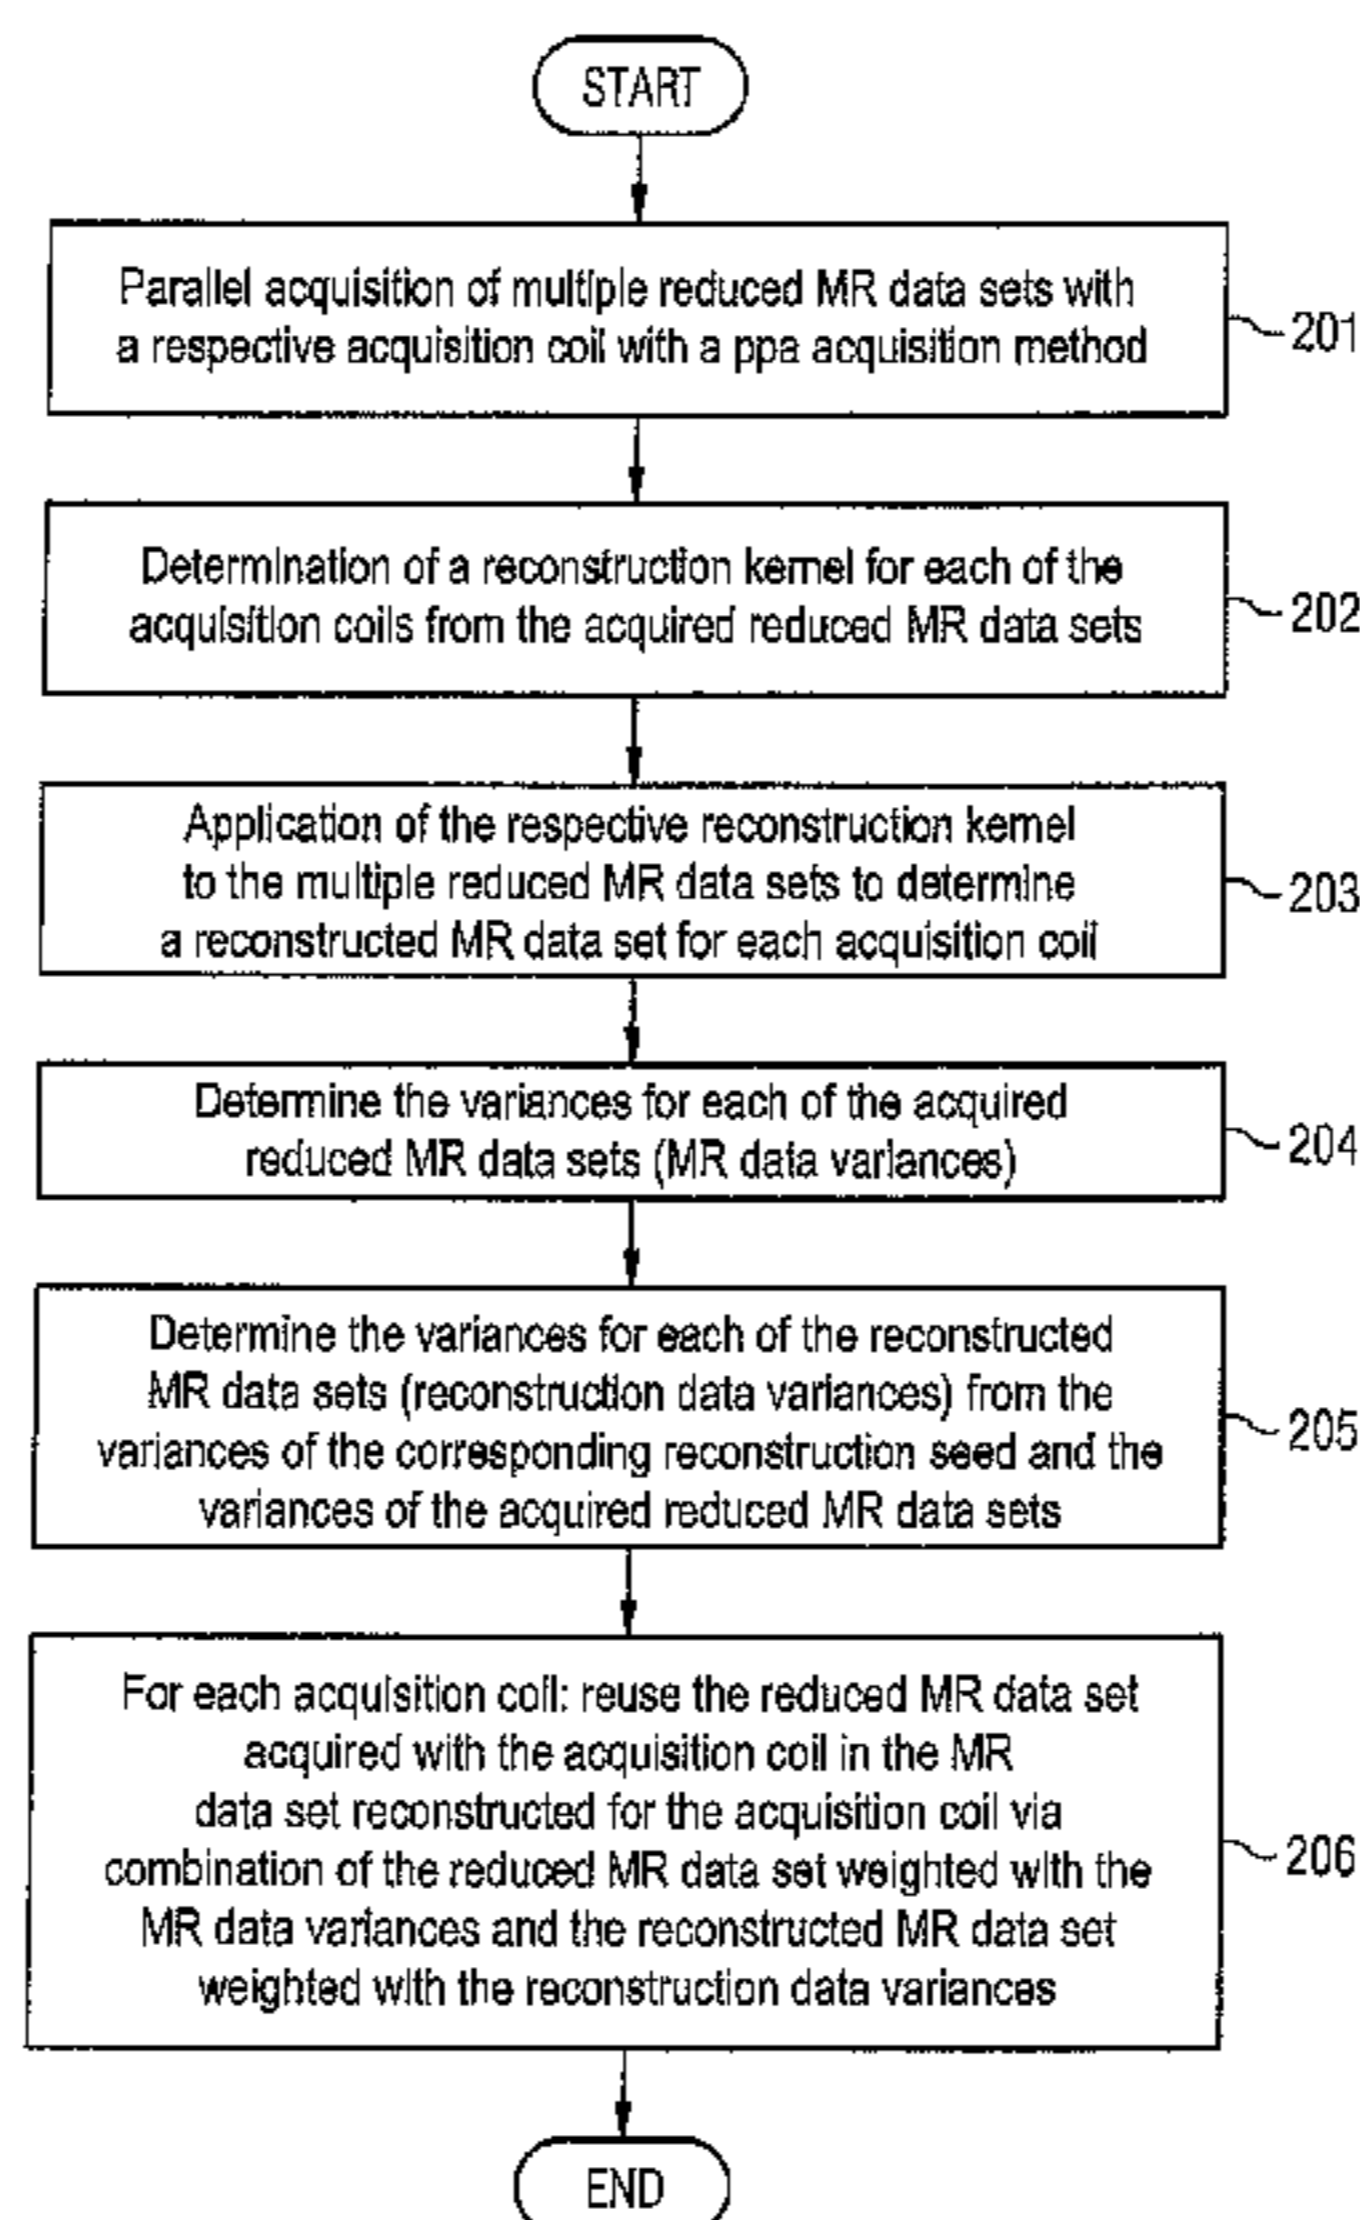 START
Parallel acquisition of multiple reduced MR data sets with
a respective acquisition coil with a ppa acquisition method
201
Determination of a reconstruction kernel for each of the
acquisition coils from the acquired reduced MR data sets
202
Application of the respective reconstruction kernel
to the multiple reduced MR data sets to determine
a reconstructed MR data set for each acquisition coil
203
Determine the variances for each of the acquired
reduced MR data sets (MR data variances)
204
Determine the variances for each of the reconstructed
MR data sets (reconstruction data variances) from the
variances of the corresponding reconstruction seed and the
variances of the acquired reduced MR data sets
205
For each acquisition coil: reuse the reduced MR data set
acquired with the acquisition coil in the MR
data set reconstructed for the acquisition coil via
combination of the reduced MR data set weighted with the
MR data variances and the reconstructed MR data set
weighted with the reconstruction data variances
206
END